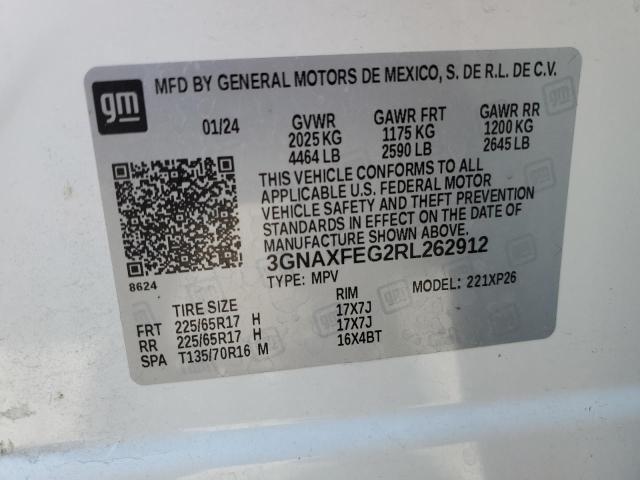 gm
MFD BY GENERAL MOTORS DE MEXICO, S. DE R.L. DE C.V.
01/24 GVWR GAWR FRT GAWR RR
2025 KG 1175 KG 1200 KG
4464 LB 2590 LB 2645 LB
THIS VEHICLE CONFORMS TO ALL
APPLICABLE U.S. FEDERAL MOTOR
VEHICLE SAFETY AND THEFT PREVENTION
STANDARDS IN EFFECT ON THE DATE OF
MANUFACTURE SHOWN ABOVE.
3GNAXFEG2RL262912
8624
TYPE: MPV MODEL: 221XP26
TIRE SIZE RIM
FRT 225/65R17 H 17X7J
RR 225/65R17 H 17X7J
SPA T135/70R16 M 16X4BT